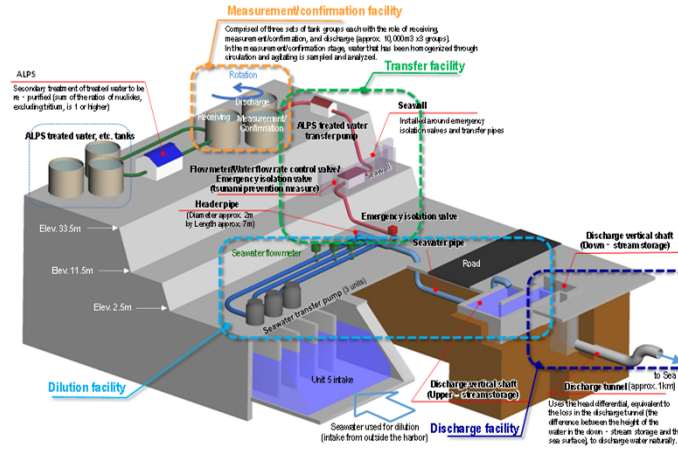 Measurement/confirmation facility
Comprised of three sets of tank groups each with the role of receiving,
measurement/confirmation, and discharge (approx. 10,000m3 x3 groups).
In the measurement/confirmation stage, water that has been homogenized through
circulation and agitating is sampled and analyzed.
Transfer facility
ALPS
Secondary treatment of treated water to be
re - purified (sum of the ratios of nuclides,
excluding tritium, is 1 or higher)
Rotation
Discharge
Receiving
Measurement/
Confirmation
Seawall
Installed around emergency
isolation valves and transfer pipes
ALPS treated water, etc. tanks
ALPS treated water
transfer pump
Flow meter/Waterflow rate control valve/
Emergency isolation valve
(tsunami prevention measure)
Seawall
Header pipe
(Diameter approx. 2m
by Length approx. 7m)
Emergency isolation valve
Elev. 33.5m
Seawater flowmeter
Seawater pipe
Discharge vertical shaft
(Down - stream storage)
Road
Elev. 11.5m
Elev. 2.5m
Seawater transfer pump (3 units)
Unit 5 intake
Dilution facility
Discharge vertical shaft
(Upper - stream storage)
to Sea
Discharge tunnel (approx. 1km)
Uses the head differential, equivalent to
the loss in the discharge tunnel (the
difference between the height of the
water in the down - stream storage and th
sea surface), to discharge water naturally.
Seawater used for dilution
(intake from outside the harbor)
Discharge facility